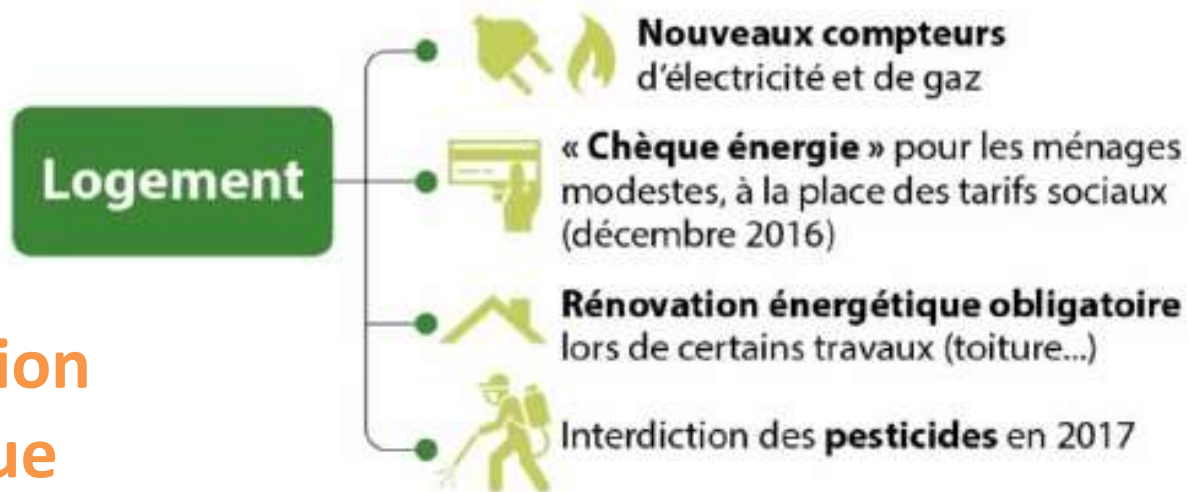 Nouveaux compteurs
d'électricité et de gaz
Logement
« Chèque énergie » pour les ménages
modestes, à la place des tarifs sociaux
(décembre 2016)
Rénovation énergétique obligatoire
lors de certains travaux (toiture...)
Interdiction des pesticides en 2017
ion
ue